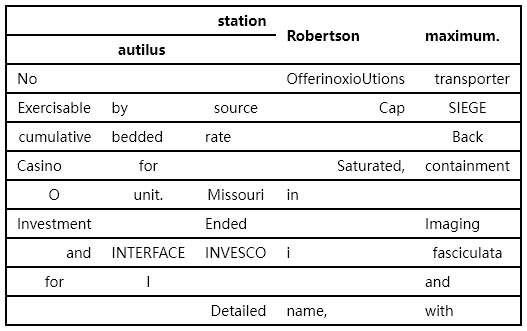 station
Robertson maximum.
autilus
No OfferinoxioUtions transporter
Exercisable by source Cap SIEGE
cumulative bedded rate Back
Casino for Saturated, containment
O unit. Missouri in
Investment Ended Imaging
and INTERFACE INVESCO i fasciculata
for I and
Detailed name, with